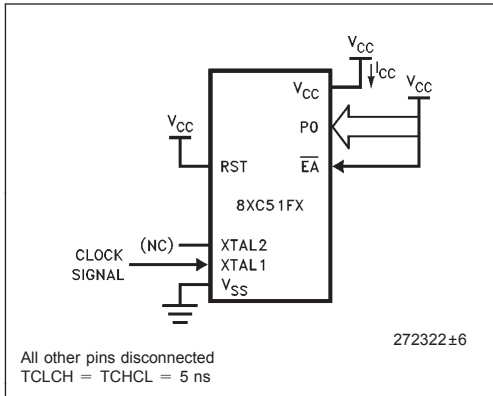 VCC
ICC
VCC
VCC
P0
VCC
RST
EA
8XC51FX
(NC)
XTAL2
CLOCK
SIGNAL
XTAL1
VSS
272322±6
All other pins disconnected
TCLCH = TCHCL = 5 ns